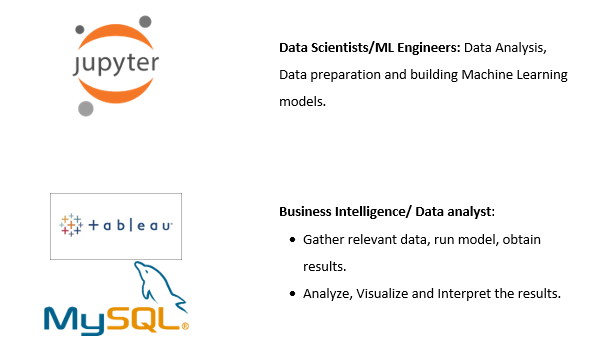 jupyter
Data Scientists/ML Engineers: Data Analysis,
Data preparation and building Machine Learning
models.
+ a b l e a u
Business Intelligence/ Data analyst:
• Gather relevant data, run model, obtain
results.
• Analyze, Visualize and Interpret the results.
MySQL®